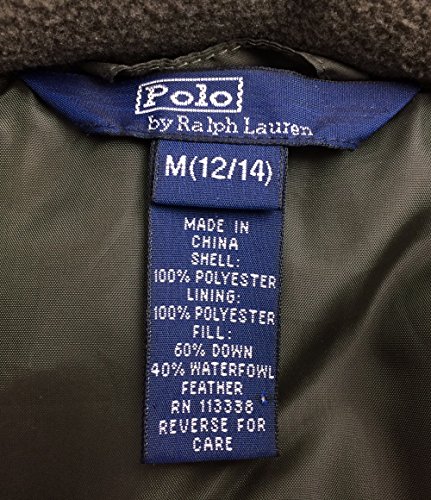 Polo
by Ralph Lauren
M(12/14)
MADE IN
CHINA
SHELL:
100% POLYESTER
LINING:
100% POLYESTER
FILL:
60% DOWN
40% WATERFOWL
FEATHER
RN 113338
REVERSE FOR
CARE